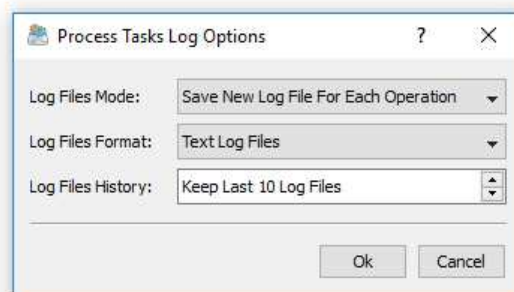 Process Tasks Log Options
Log Files Mode: Save New Log File For Each Operation
Log Files Format: Text Log Files
Log Files History: Keep Last 10 Log Files
Ok Cancel